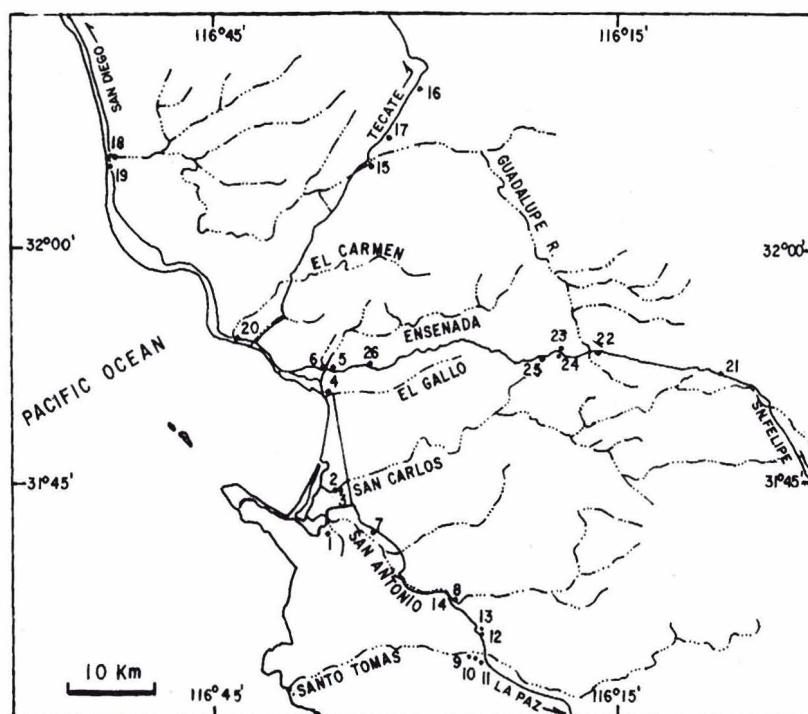 116°45'
116°15'
SAN DIEGO
TECATE
16
17
18
19
15
GUADALUPE R.
32°00'
32°00'
EL CARMEN
20
ENSENADA
6
5
26
23
22
25
24
21
4
EL GALLO
PACIFIC OCEAN
SN. FELIPE
31°45'
31°45'
2
3
SAN CARLOS
1
7
SAN ANTONIO
14
8
13
12
10 Km
SANTO TOMAS
9
10
11
LA PAZ
116°45'
116°15'